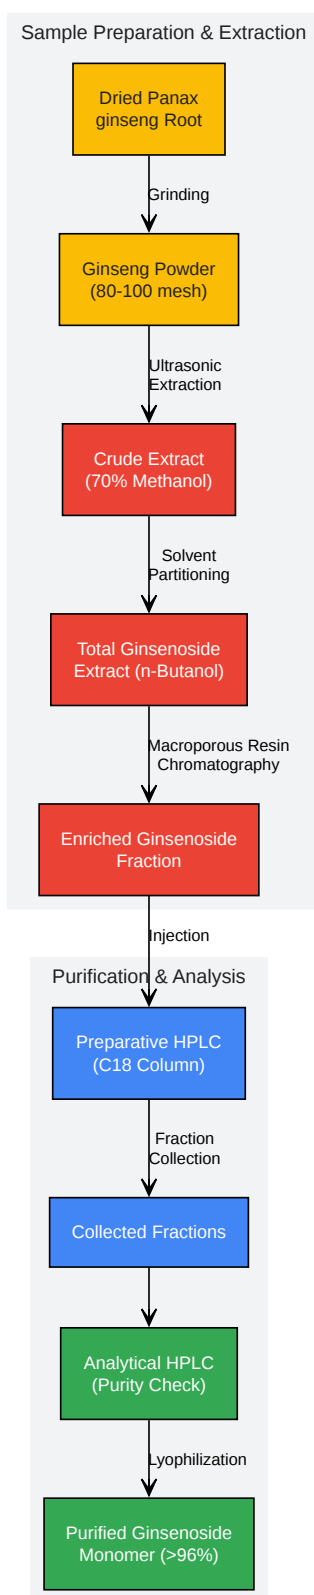 Sample Preparation & Extraction
Dried Panax
ginseng Root
Grinding
Ginseng Powder
(80-100 mesh)
Ultrasonic
Extraction
Crude Extract
(70% Methanol)
Solvent
Partitioning
Total Ginsenoside
Extract (n-Butanol)
Macroporous Resin
Chromatography
Enriched Ginsenoside
Fraction
Injection
Purification & Analysis
Preparative HPLC
(C18 Column)
Fraction
Collection
Collected Fractions
Analytical HPLC
(Purity Check)
Lyophilization
Purified Ginsenoside
Monomer (>96%)